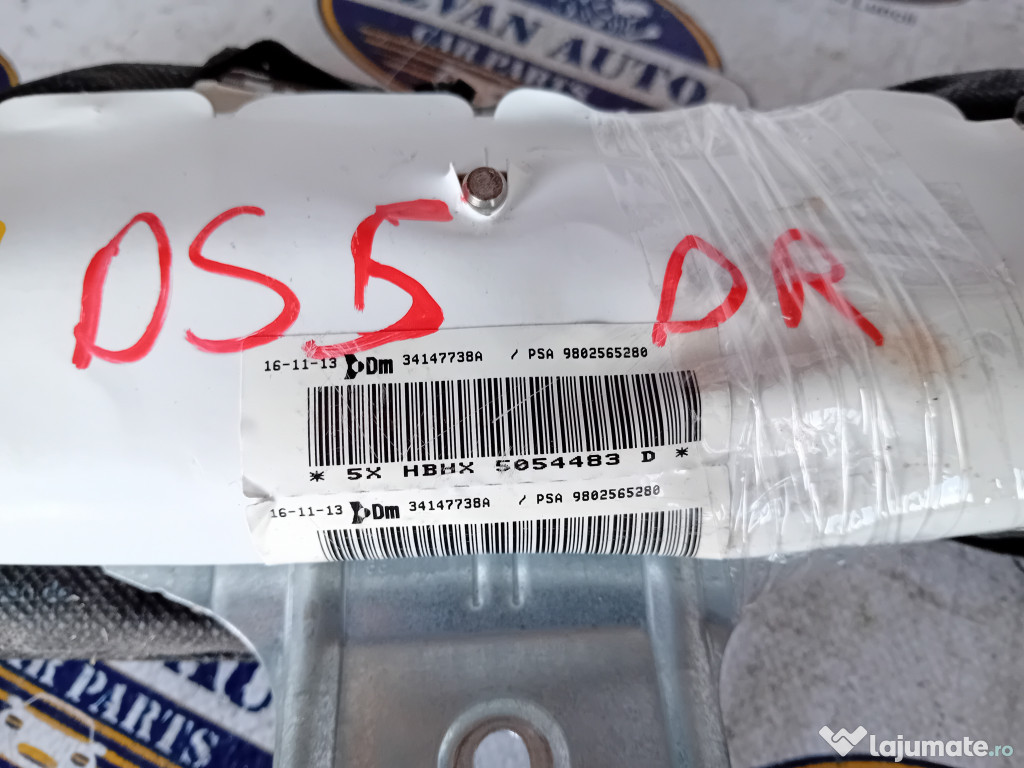 VAN AUTO
CAR PARTS
DS5 DR
16-11-13 Dm 34147738A / PSA 9802565280
* 5X HBHX 5054483 D *
16-11-13 Dm 34147738A / PSA 9802565280
AUTO
CAR PARTS
lajumate.ro